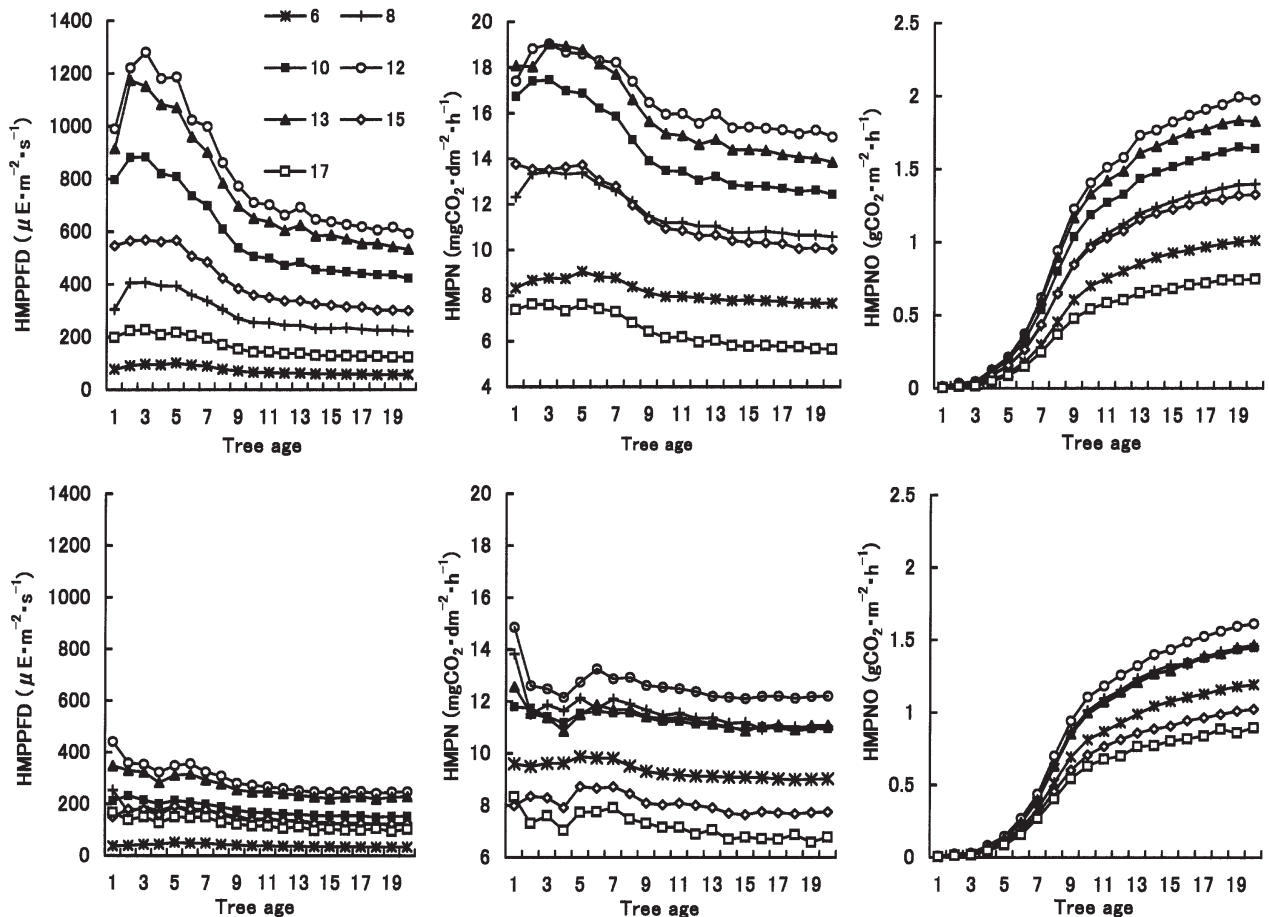 HMPPFD (μE・m⁻²・s⁻¹)
1400
1200
1000
800
600
400
200
0
6 8
10 12
13 15
17
1 3 5 7 9 11 13 15 17 19
Tree age
HMPN (mgCO₂・dm⁻²・h⁻¹)
20
18
16
14
12
10
8
6
4
1 3 5 7 9 11 13 15 17 19
Tree age
HMPNO (gCO₂・m⁻²・h⁻¹)
2.5
2
1.5
1
0.5
0
1 3 5 7 9 11 13 15 17 19
Tree age
HMPPFD (μE・m⁻²・s⁻¹)
1400
1200
1000
800
600
400
200
0
1 3 5 7 9 11 13 15 17 19
Tree age
HMPN (mgCO₂・dm⁻²・h⁻¹)
20
18
16
14
12
10
8
6
1 3 5 7 9 11 13 15 17 19
Tree age
HMPNO (gCO₂・m⁻²・h⁻¹)
2.5
2
1.5
1
0.5
0
1 3 5 7 9 11 13 15 17 19
Tree age